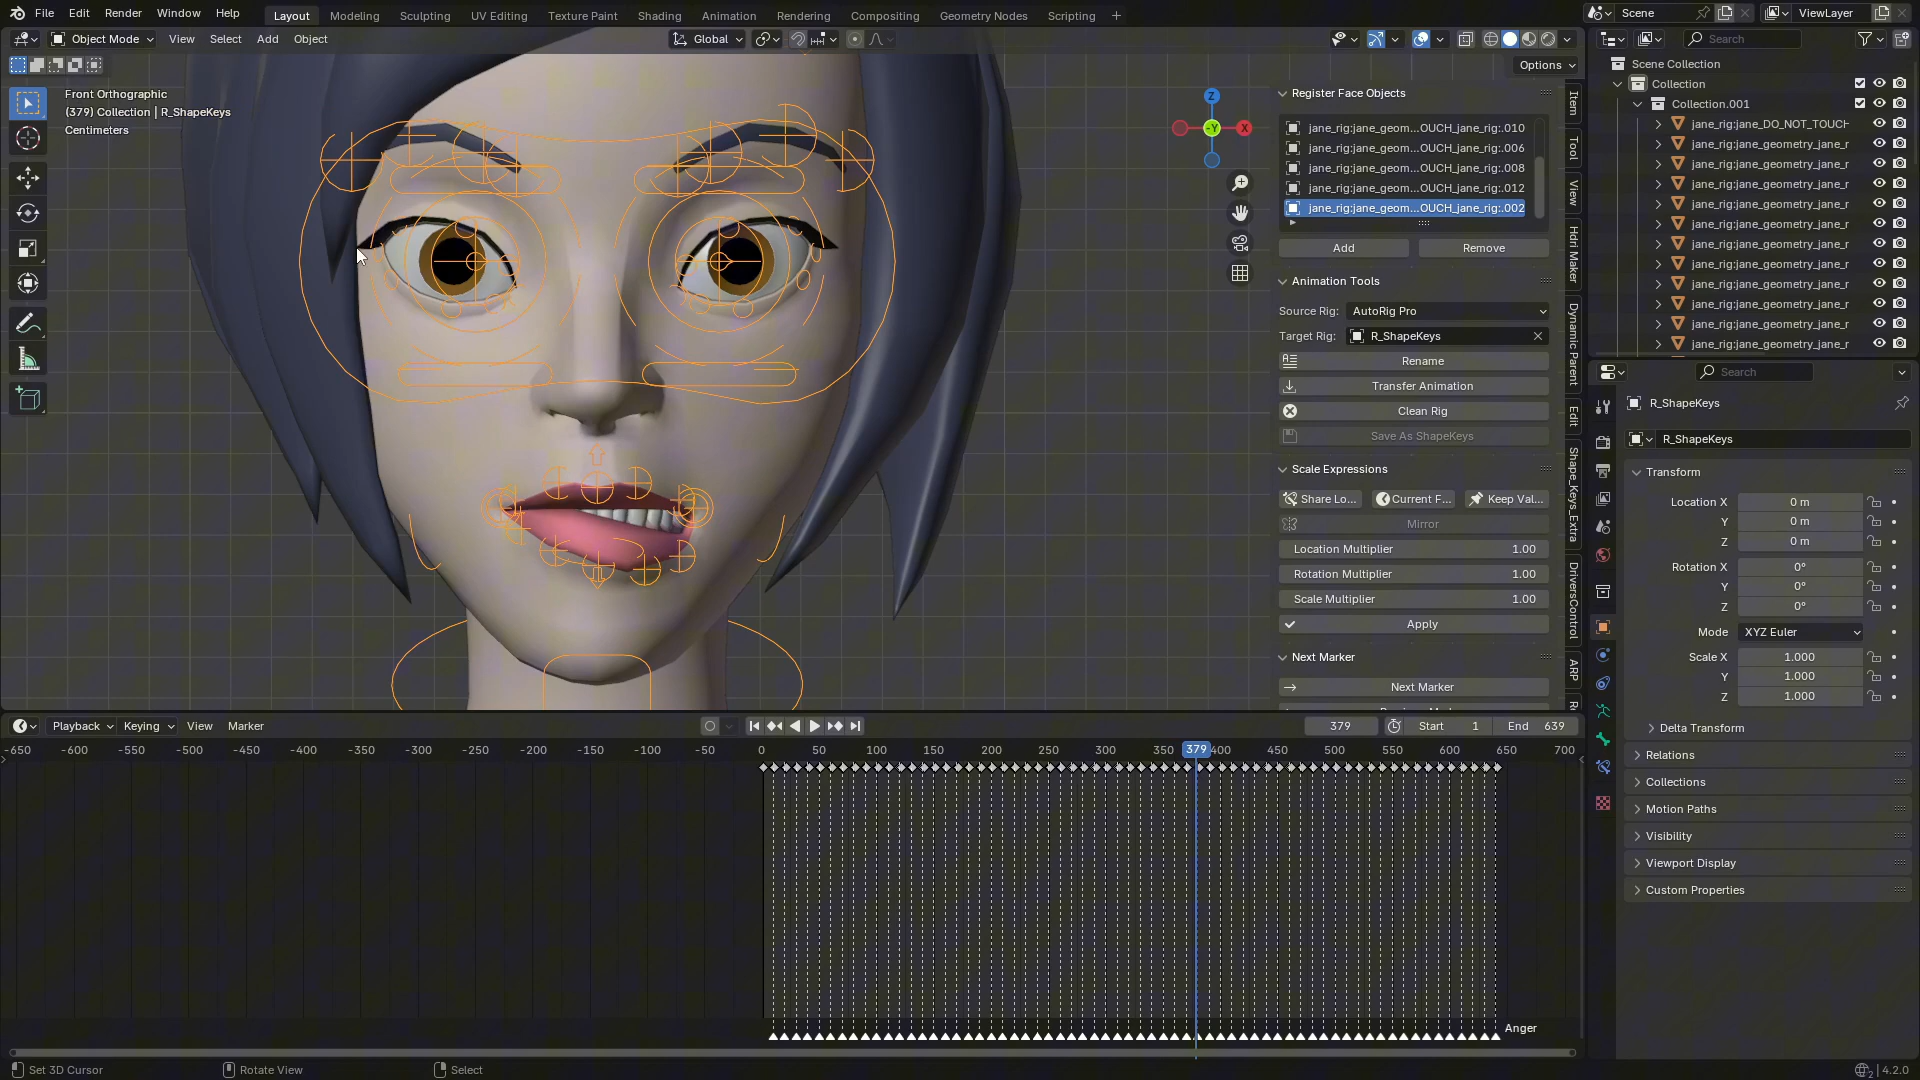 File Edit Render Window Help
Layout Modeling Sculpting UV Editing Texture Paint Shading Animation Rendering Compositing Geometry Nodes Scripting +
Scene
ViewLayer
Object Mode View Select Add Object
Global
Options
Front Orthographic
(379) Collection | R_ShapeKeys
Centimeters
Z
X
-Y
Register Face Objects
jane_rig:jane_geom...OUCH_jane_rig:.010
jane_rig:jane_geom...OUCH_jane_rig:.006
jane_rig:jane_geom...OUCH_jane_rig:.008
jane_rig:jane_geom...OUCH_jane_rig:.012
jane_rig:jane_geom...OUCH_jane_rig:.002
Add Remove
Animation Tools
Source Rig: AutoRig Pro
Target Rig: R_ShapeKeys
Rename
Transfer Animation
Clean Rig
Save As ShapeKeys
Scale Expressions
Share Lo... Current F... Keep Val...
Mirror
Location Multiplier 1.00
Rotation Multiplier 1.00
Scale Multiplier 1.00
Apply
Next Marker
Next Marker
Item
Tool
View
Hdri Maker
Dynamic Parent
Edit
Shape_Keys_Extra
DriversControl
ARP
Search
Scene Collection
Collection
Collection.001
jane_rig:jane_DO_NOT_TOUCH
jane_rig:jane_geometry_jane_r
jane_rig:jane_geometry_jane_r
jane_rig:jane_geometry_jane_r
jane_rig:jane_geometry_jane_r
jane_rig:jane_geometry_jane_r
jane_rig:jane_geometry_jane_r
jane_rig:jane_geometry_jane_r
jane_rig:jane_geometry_jane_r
jane_rig:jane_geometry_jane_r
jane_rig:jane_geometry_jane_r
jane_rig:jane_geometry_jane_r
Search
R_ShapeKeys
R_ShapeKeys
Transform
Location X 0 m
Y 0 m
Z 0 m
Rotation X 0°
Y 0°
Z 0°
Mode XYZ Euler
Scale X 1.000
Y 1.000
Z 1.000
Delta Transform
Relations
Collections
Motion Paths
Visibility
Viewport Display
Custom Properties
Playback Keying View Marker
379 Start 1 End 639
-650 -600 -550 -500 -450 -400 -350 -300 -250 -200 -150 -100 -50 0 50 100 150 200 250 300 350 379 400 450 500 550 600 650 700
Anger
Set 3D Cursor Rotate View Select
2 4.2.0